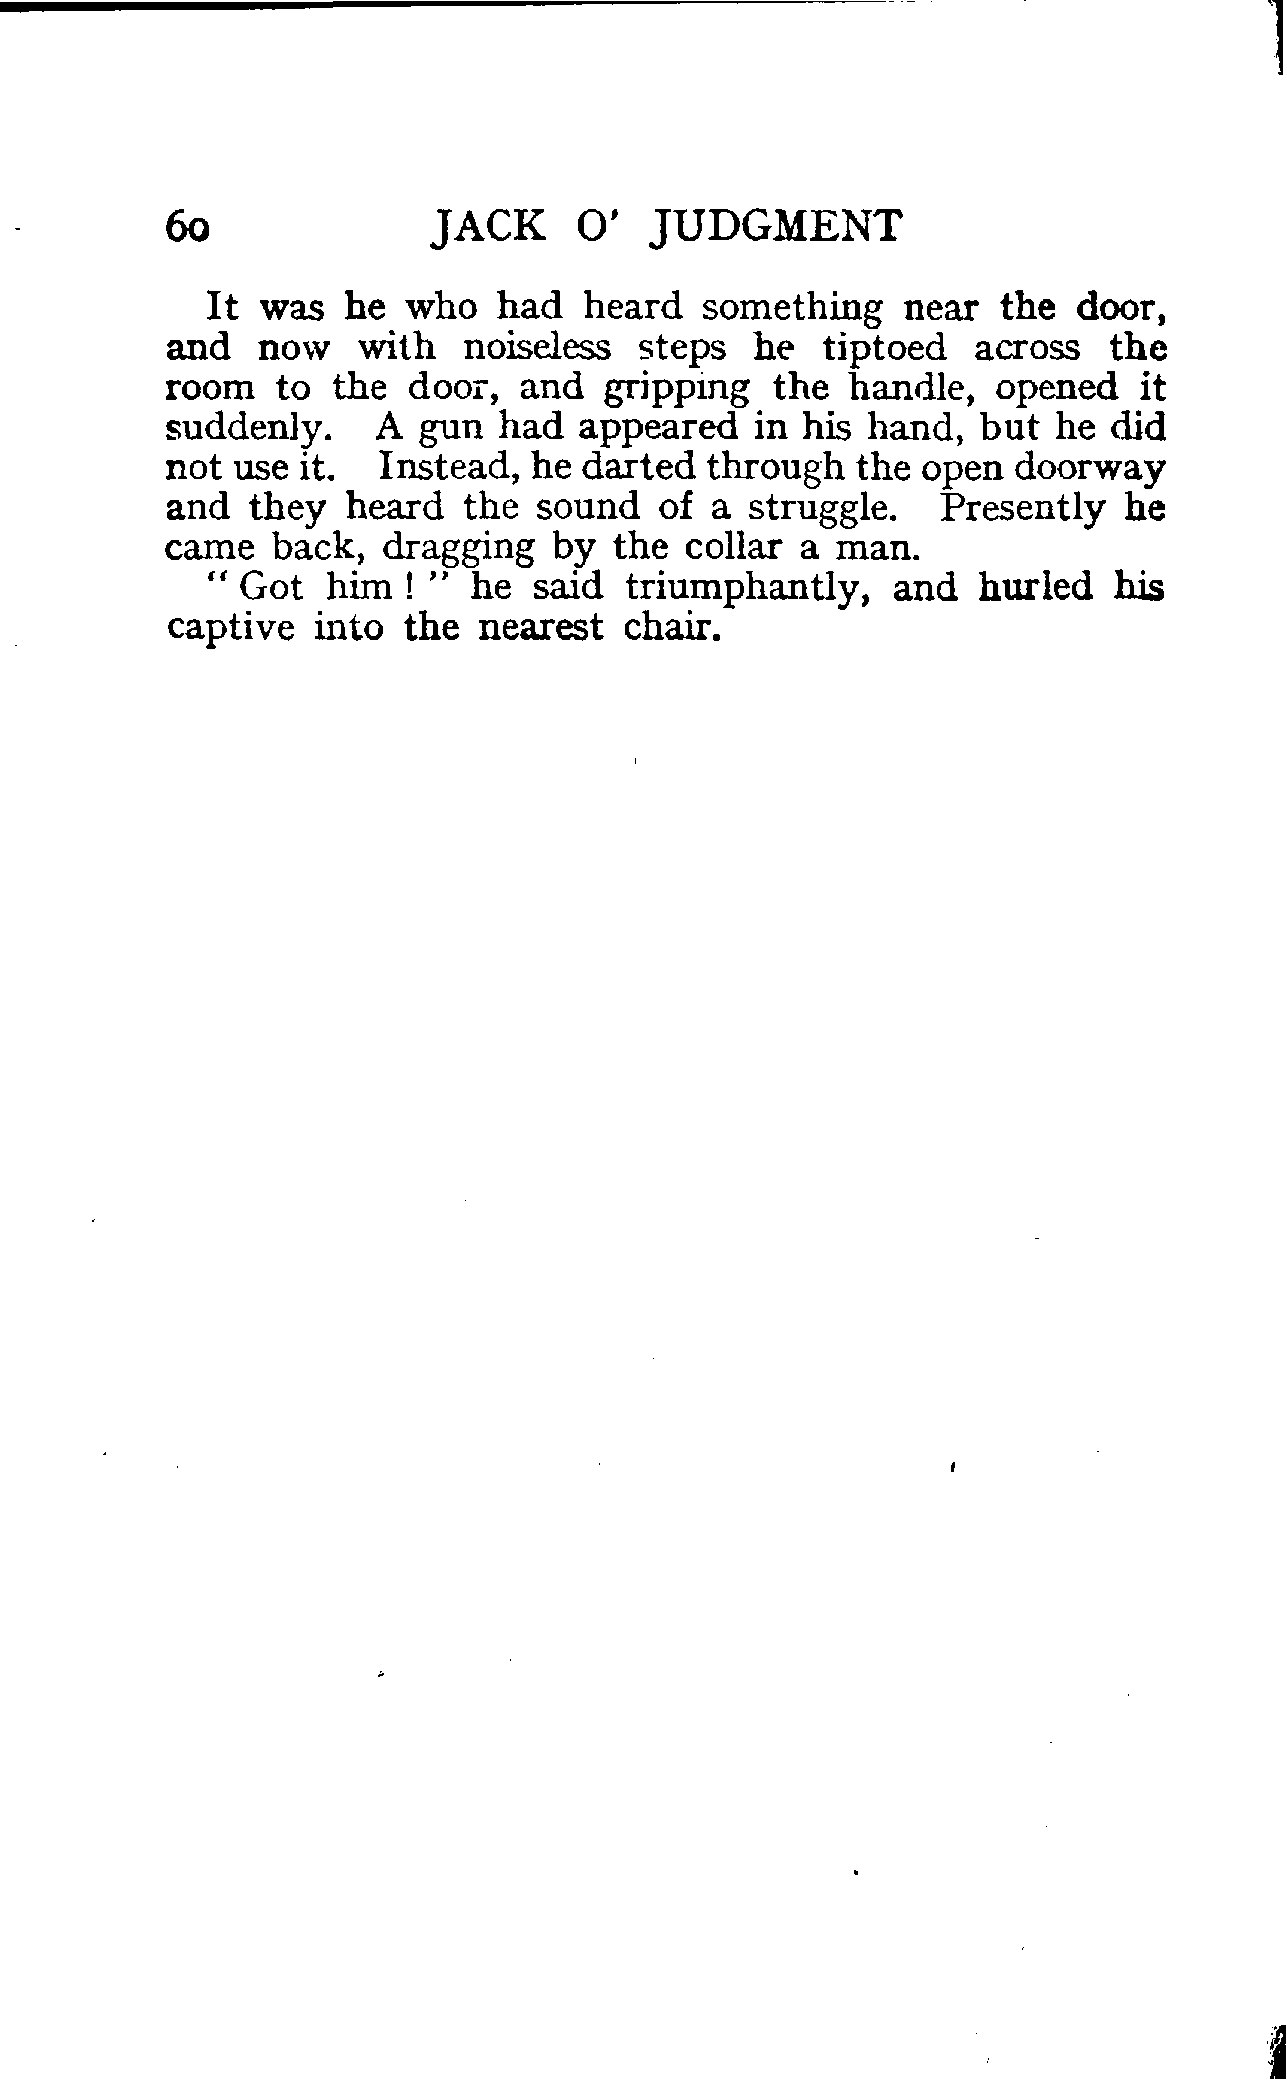 60 JACK O' JUDGMENT
It was he who had heard something near the door,
and now with noiseless steps he tiptoed across the
room to the door, and gripping the handle, opened it
suddenly. A gun had appeared in his hand, but he did
not use it. Instead, he darted through the open doorway
and they heard the sound of a struggle. Presently he
came back, dragging by the collar a man.
" Got him ! " he said triumphantly, and hurled his
captive into the nearest chair.